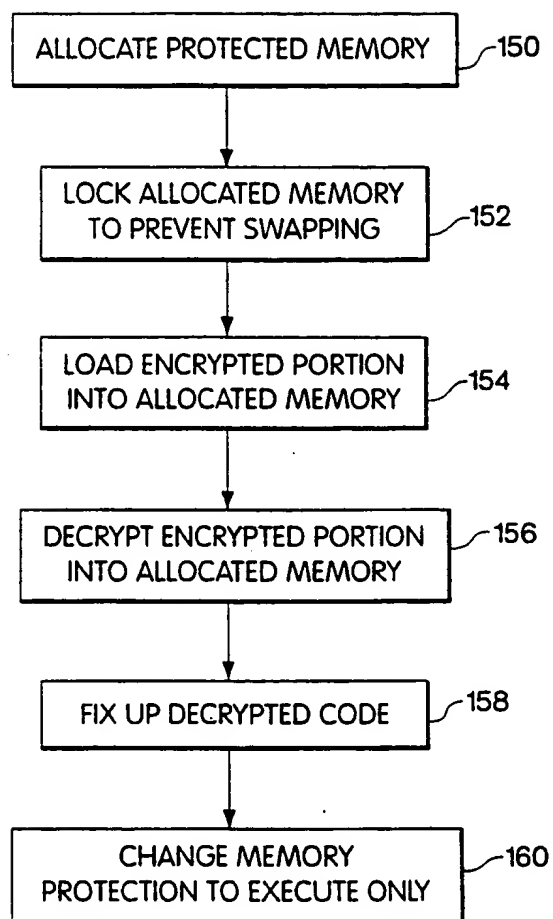 ALLOCATE PROTECTED MEMORY
150
LOCK ALLOCATED MEMORY
TO PREVENT SWAPPING
152
LOAD ENCRYPTED PORTION
INTO ALLOCATED MEMORY
154
DECRYPT ENCRYPTED PORTION
INTO ALLOCATED MEMORY
156
FIX UP DECRYPTED CODE
158
CHANGE MEMORY
PROTECTION TO EXECUTE ONLY
160